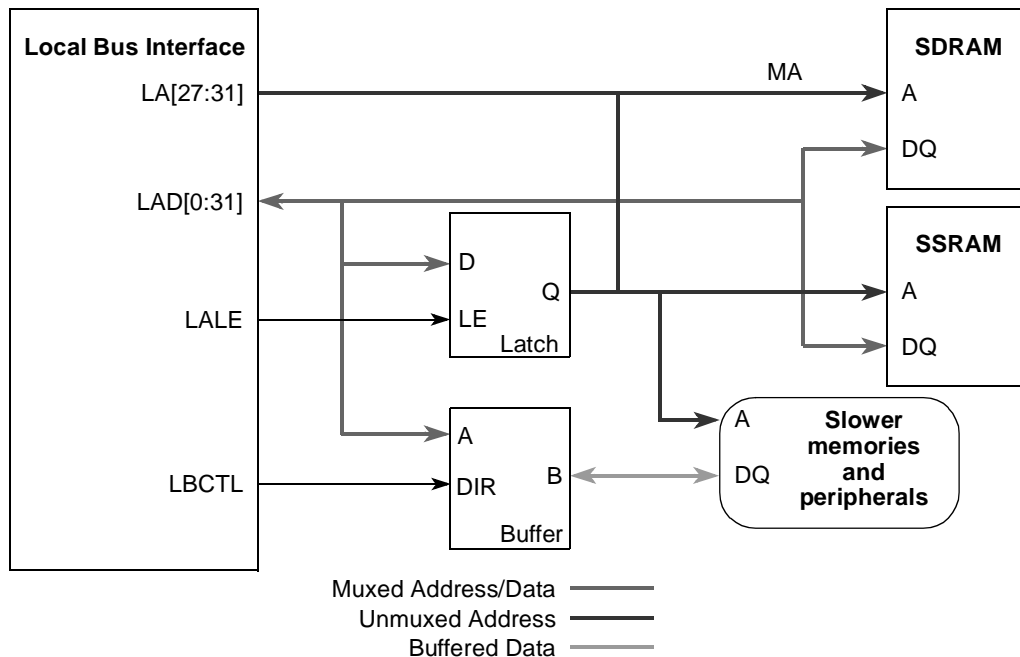 Local Bus Interface
LA[27:31]
LAD[0:31]
LALE
LBCTL
MA
SDRAM
A
DQ
SSRAM
A
DQ
D
Q
LE
Latch
A
B
DIR
Buffer
A
DQ
Slower
memories
and
peripherals
Muxed Address/Data
Unmuxed Address
Buffered Data